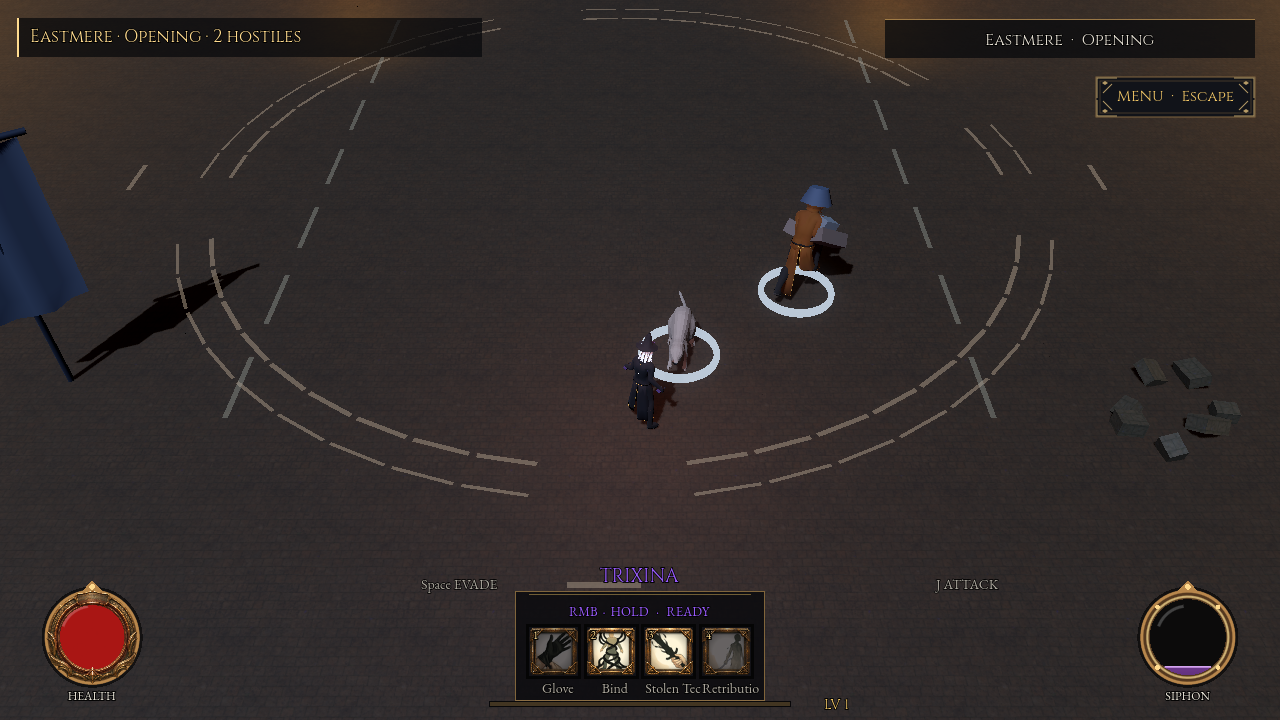 Eastmere · Opening · 2 hostiles
Eastmere · Opening
MENU · Escape
Space EVADE
TRIXINA
J ATTACK
RMB · HOLD · READY
1 2 3 4
Glove Bind Stolen Tec Retributio
HEALTH
SIPHON
LV 1